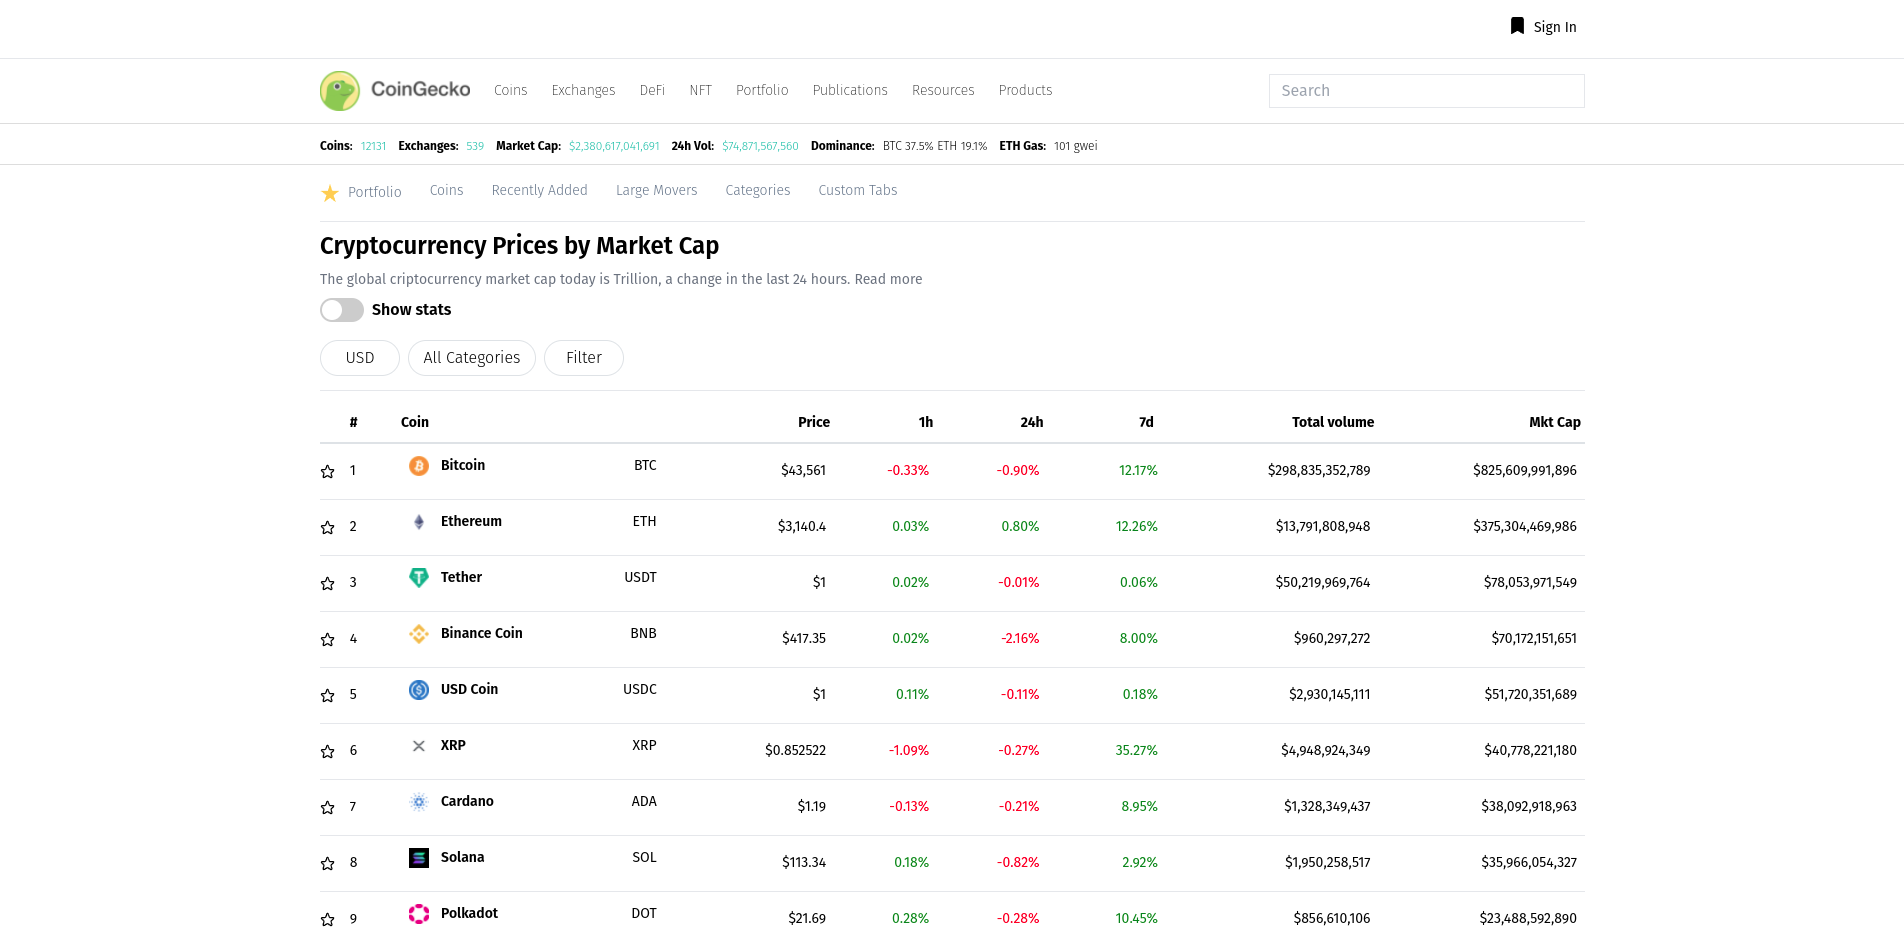 Sign In
CoinGecko Coins Exchanges DeFi NFT Portfolio Publications Resources Products Search
Coins: 12131 Exchanges: 539 Market Cap: $2,380,617,041,691 24h Vol: $74,871,567,560 Dominance: BTC 37.5% ETH 19.1% ETH Gas: 101 gwei
Portfolio Coins Recently Added Large Movers Categories Custom Tabs
Cryptocurrency Prices by Market Cap
The global criptocurrency market cap today is Trillion, a change in the last 24 hours. Read more
Show stats
USD All Categories Filter
# Coin Price 1h 24h 7d Total volume Mkt Cap
1 Bitcoin BTC $43,561 -0.33% -0.90% 12.17% $298,835,352,789 $825,609,991,896
2 Ethereum ETH $3,140.4 0.03% 0.80% 12.26% $13,791,808,948 $375,304,469,986
3 Tether USDT $1 0.02% -0.01% 0.06% $50,219,969,764 $78,053,971,549
4 Binance Coin BNB $417.35 0.02% -2.16% 8.00% $960,297,272 $70,172,151,651
5 USD Coin USDC $1 0.11% -0.11% 0.18% $2,930,145,111 $51,720,351,689
6 XRP XRP $0.852522 -1.09% -0.27% 35.27% $4,948,924,349 $40,778,221,180
7 Cardano ADA $1.19 -0.13% -0.21% 8.95% $1,328,349,437 $38,092,918,963
8 Solana SOL $113.34 0.18% -0.82% 2.92% $1,950,258,517 $35,966,054,327
9 Polkadot DOT $21.69 0.28% -0.28% 10.45% $856,610,106 $23,488,592,890